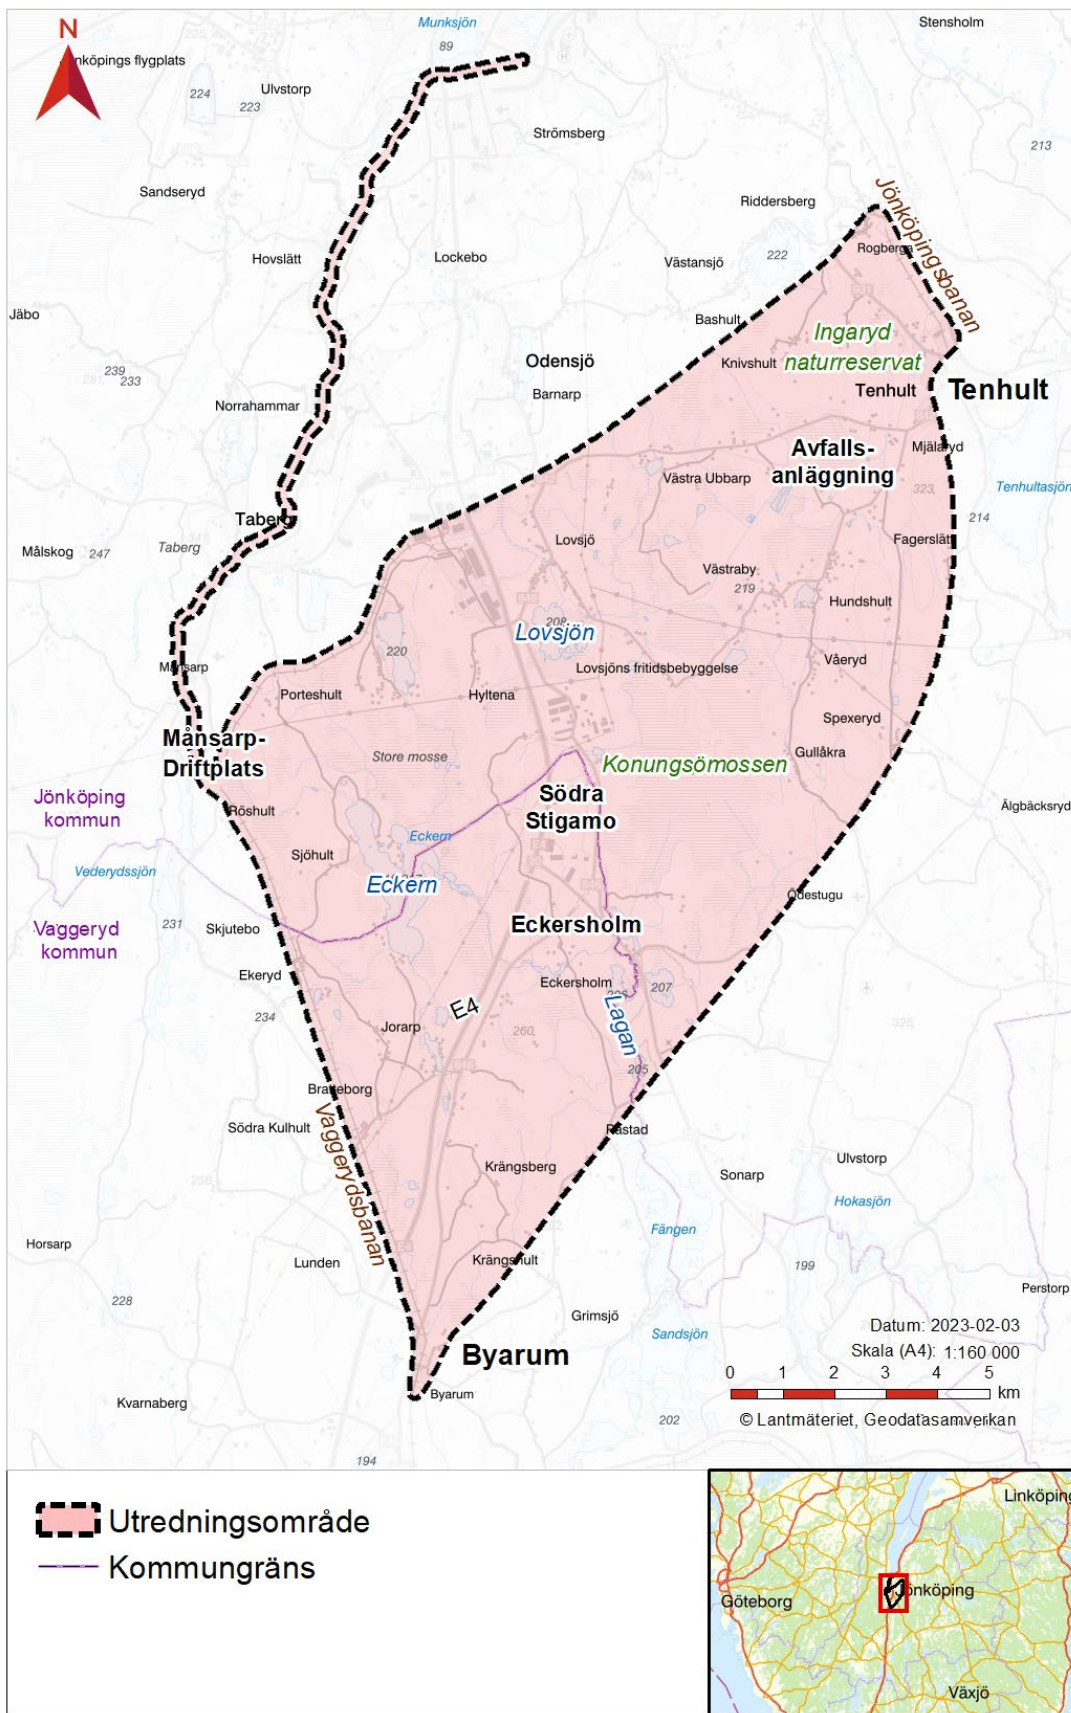 N
Munksjön
Stensholm
89
Jönköpings flygplats
224
Ulvstorp
223
Strömsberg
213
Sandseryd
Riddersberg
Jönköpingsbanan
Rogberga
Hovslätt
Lockebo
Västansjö
222
Jäbo
Bashult
Ingaryd
naturreservat
Odensjö
Knivshult
239
233
Barnarp
Tenhult
Tenhult
Norrahammar
Mjälaryd
Avfalls-
anläggning
Västra Ubbarp
323
Tenhultasjön
214
Taberg
Lovsjö
Fagerslätt
Målskog
247
Taberg
Västraby
219
Hundshult
208
Lovsjön
220
Månsarp
Lovsjöns fritidsbebyggelse
Våeryd
Porteshult
Hyltena
Spexeryd
Månsarp-
Driftplats
Store mosse
Gullåkra
Konungsömossen
Jönköping
kommun
Södra
Stigamo
Röshult
Älgbäcksryd
Eckern
Sjöhult
Vederydssjön
Eckern
Ödestugu
231
Skjutebo
Eckersholm
Vaggeryd
kommun
Ekeryd
Eckersholm
206
207
234
E4
Lagan
Jorarp
260
205
Bratteborg
Södra Kulhult
Råstad
Vaggerydsbanan
Krängsberg
Ulvstorp
Sonarp
Hokasjön
Fängen
Horsarp
Lunden
Krängshult
199
Perstorp
228
Grimsjö
Sandsjön
Datum: 2023-02-03
Skala (A4): 1:160 000
Byarum
0 1 2 3 4 5
km
Byarum
Kvarnaberg
202
© Lantmäteriet, Geodatasamverkan
194
Utredningsområde
Kommungräns
Linköping
Jönköping
Göteborg
Växjö